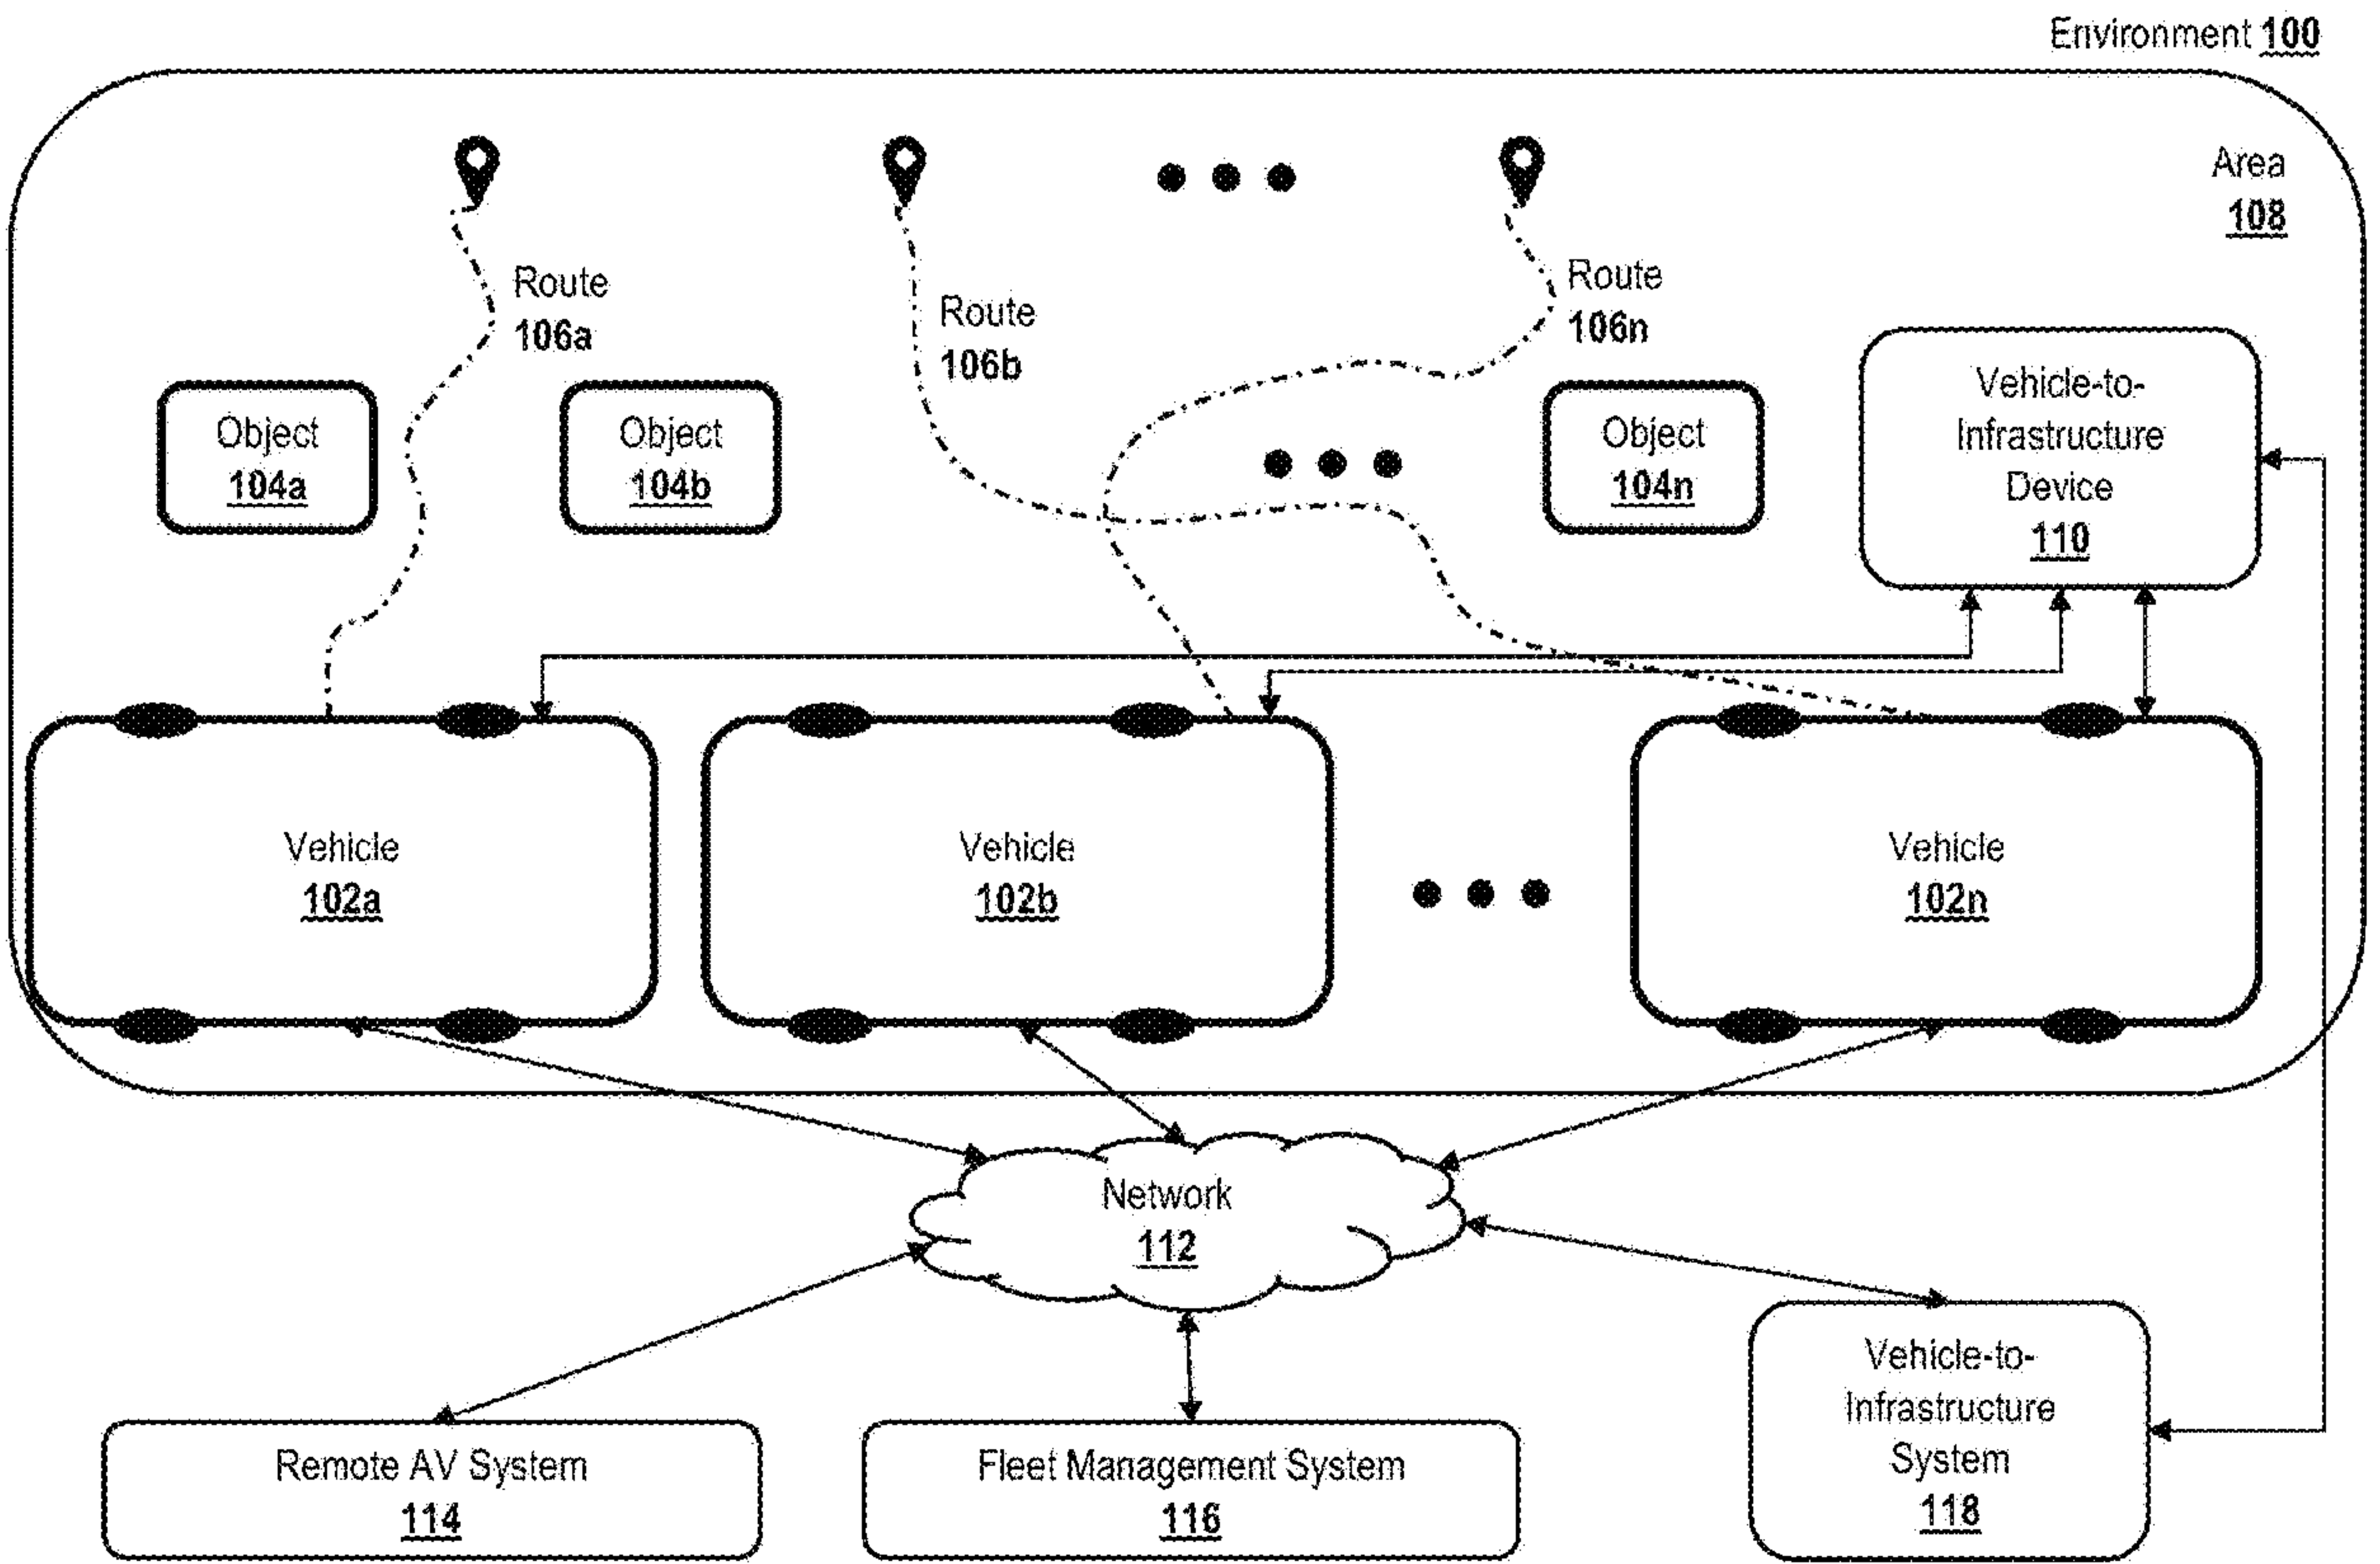 Environment 100
Area
108
Route
106a
Route
106b
Route
106n
Object
104a
Object
104b
Object
104n
Vehicle-to-
Infrastructure
Device
110
Vehicle
102a
Vehicle
102b
Vehicle
102n
Network
112
Remote AV System
114
Fleet Management System
116
Vehicle-to-
Infrastructure
System
118